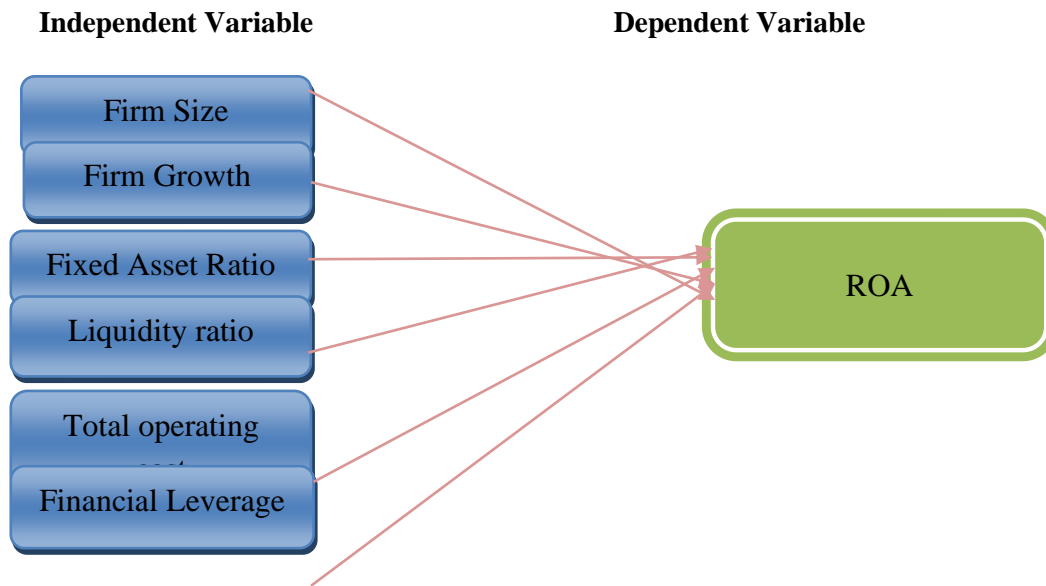 Independent Variable
Dependent Variable
Firm Size
Firm Growth
Fixed Asset Ratio
Liquidity ratio
Total operating
Financial Leverage
ROA